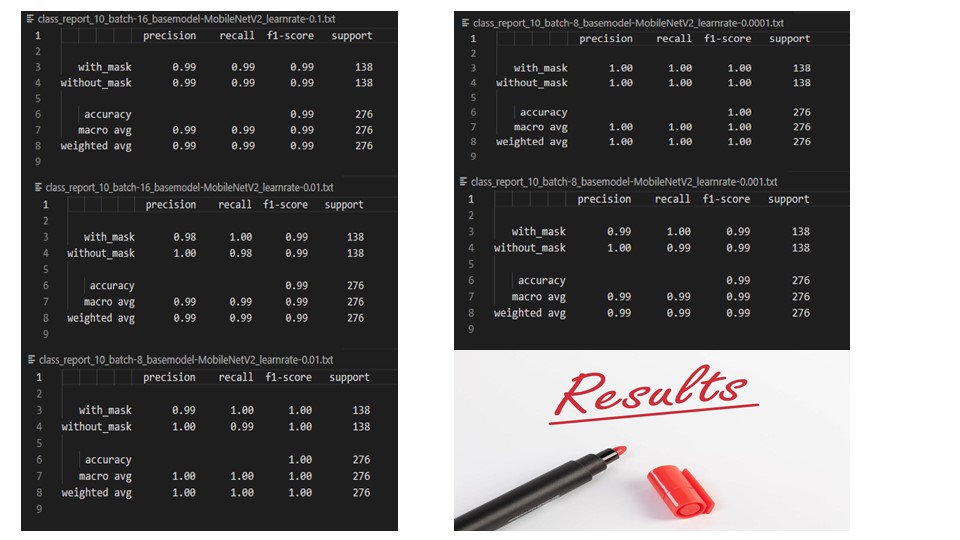 class_report_10_batch-16_basemodel-MobileNetV2_learnrate-0.1.txt
1 precision recall f1-score support
2
3 with_mask 0.99 0.99 0.99 138
4 without_mask 0.99 0.99 0.99 138
5
6 accuracy 0.99 276
7 macro avg 0.99 0.99 0.99 276
8 weighted avg 0.99 0.99 0.99 276
9
class_report_10_batch-16_basemodel-MobileNetV2_learnrate-0.01.txt
1 precision recall f1-score support
2
3 with_mask 0.98 1.00 0.99 138
4 without_mask 1.00 0.98 0.99 138
5
6 accuracy 0.99 276
7 macro avg 0.99 0.99 0.99 276
8 weighted avg 0.99 0.99 0.99 276
9
class_report_10_batch-8_basemodel-MobileNetV2_learnrate-0.01.txt
1 precision recall f1-score support
2
3 with_mask 0.99 1.00 1.00 138
4 without_mask 1.00 0.99 1.00 138
5
6 accuracy 1.00 276
7 macro avg 1.00 1.00 1.00 276
8 weighted avg 1.00 1.00 1.00 276
9
class_report_10_batch-8_basemodel-MobileNetV2_learnrate-0.0001.txt
1 precision recall f1-score support
2
3 with_mask 1.00 1.00 1.00 138
4 without_mask 1.00 1.00 1.00 138
5
6 accuracy 1.00 276
7 macro avg 1.00 1.00 1.00 276
8 weighted avg 1.00 1.00 1.00 276
9
class_report_10_batch-8_basemodel-MobileNetV2_learnrate-0.001.txt
1 precision recall f1-score support
2
3 with_mask 0.99 1.00 0.99 138
4 without_mask 1.00 0.99 0.99 138
5
6 accuracy 0.99 276
7 macro avg 0.99 0.99 0.99 276
8 weighted avg 0.99 0.99 0.99 276
9
Results